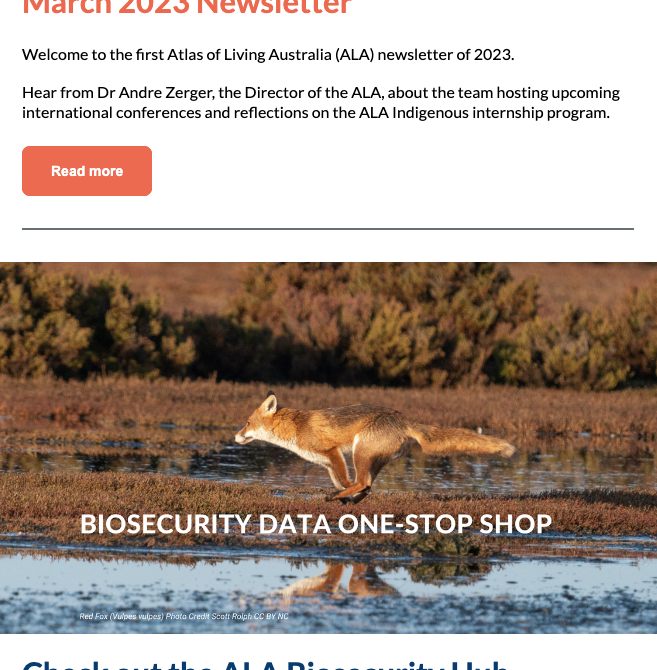 March 2023 Newsletter
Welcome to the first Atlas of Living Australia (ALA) newsletter of 2023.
Hear from Dr Andre Zerger, the Director of the ALA, about the team hosting upcoming
international conferences and reflections on the ALA Indigenous internship program.
Read more
BIOSECURITY DATA ONE-STOP SHOP
Red Fox (Vulpes vulpes) Photo Credit Scott Rolph CC BY NC
Check out the ALA Biosecurity Hub